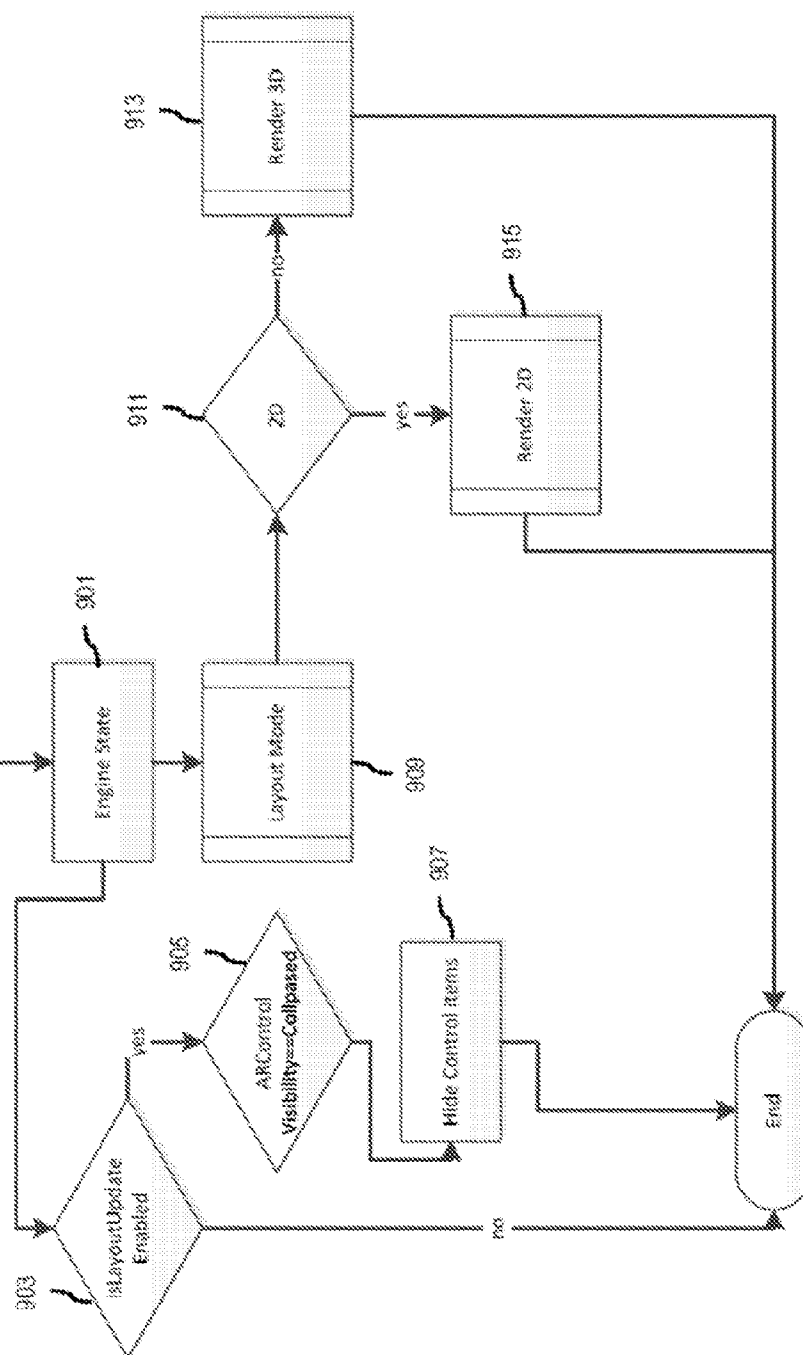 901
Engine State
903
IsLayoutUpdate
Enabled
yes
no
905
ARControl
Visibility==Collpased
907
Hide Control Items
909
Layout Mode
911
2D
no
yes
913
Render 3D
915
Render 2D
End